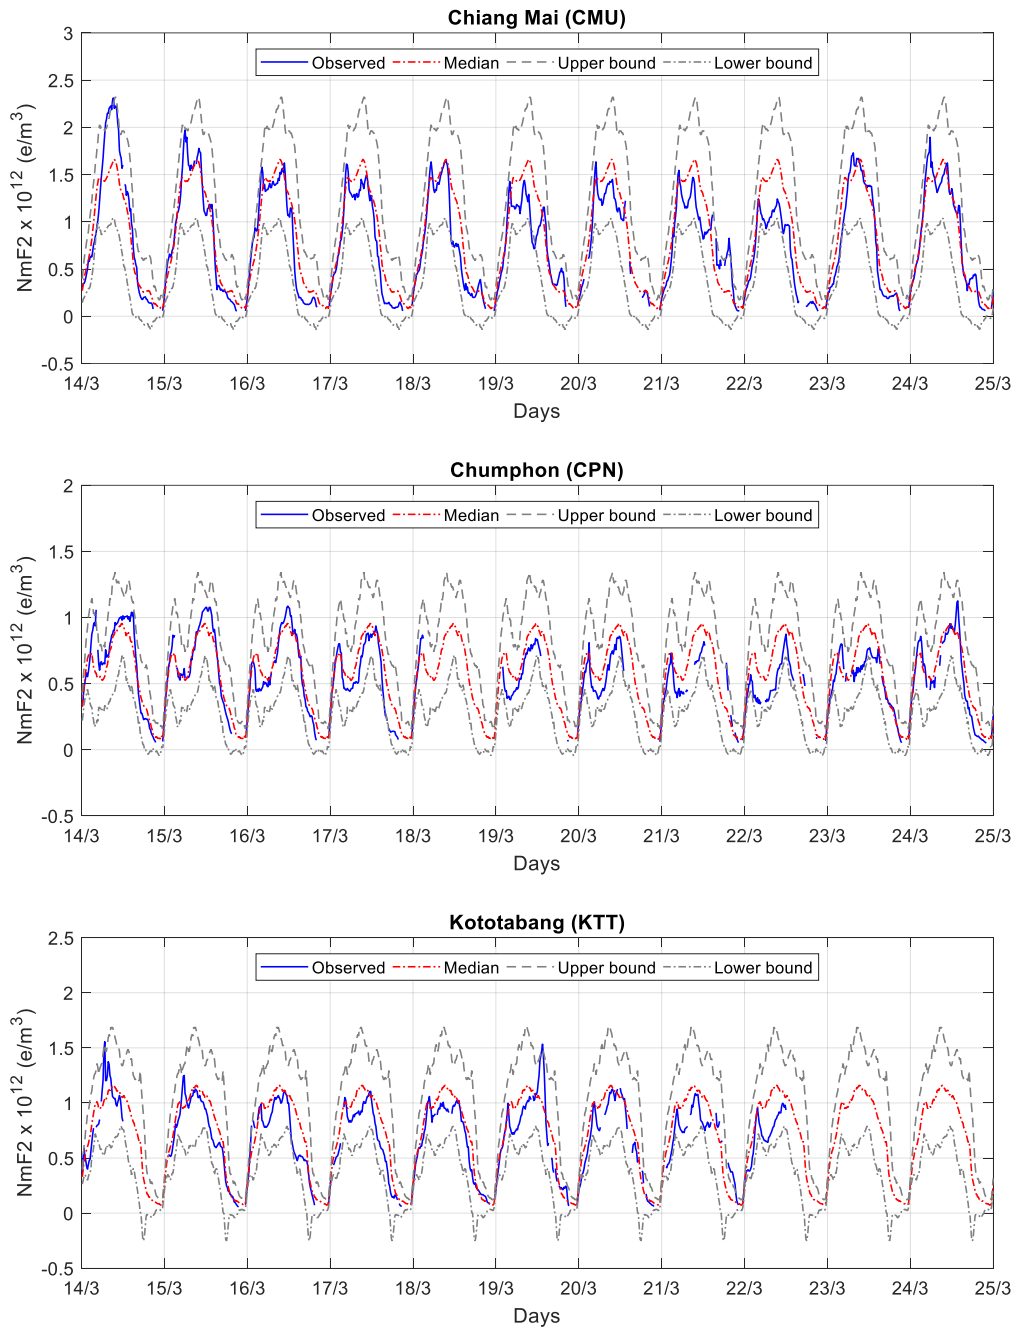 Chiang Mai (CMU)
NmF2 x 10^12 (e/m^3)
3
2.5
2
1.5
1
0.5
0
-0.5
Observed Median Upper bound Lower bound
14/3 15/3 16/3 17/3 18/3 19/3 20/3 21/3 22/3 23/3 24/3 25/3
Days
Chumphon (CPN)
NmF2 x 10^12 (e/m^3)
2
1.5
1
0.5
0
-0.5
Observed Median Upper bound Lower bound
14/3 15/3 16/3 17/3 18/3 19/3 20/3 21/3 22/3 23/3 24/3 25/3
Days
Kototabang (KTT)
NmF2 x 10^12 (e/m^3)
2.5
2
1.5
1
0.5
0
-0.5
Observed Median Upper bound Lower bound
14/3 15/3 16/3 17/3 18/3 19/3 20/3 21/3 22/3 23/3 24/3 25/3
Days